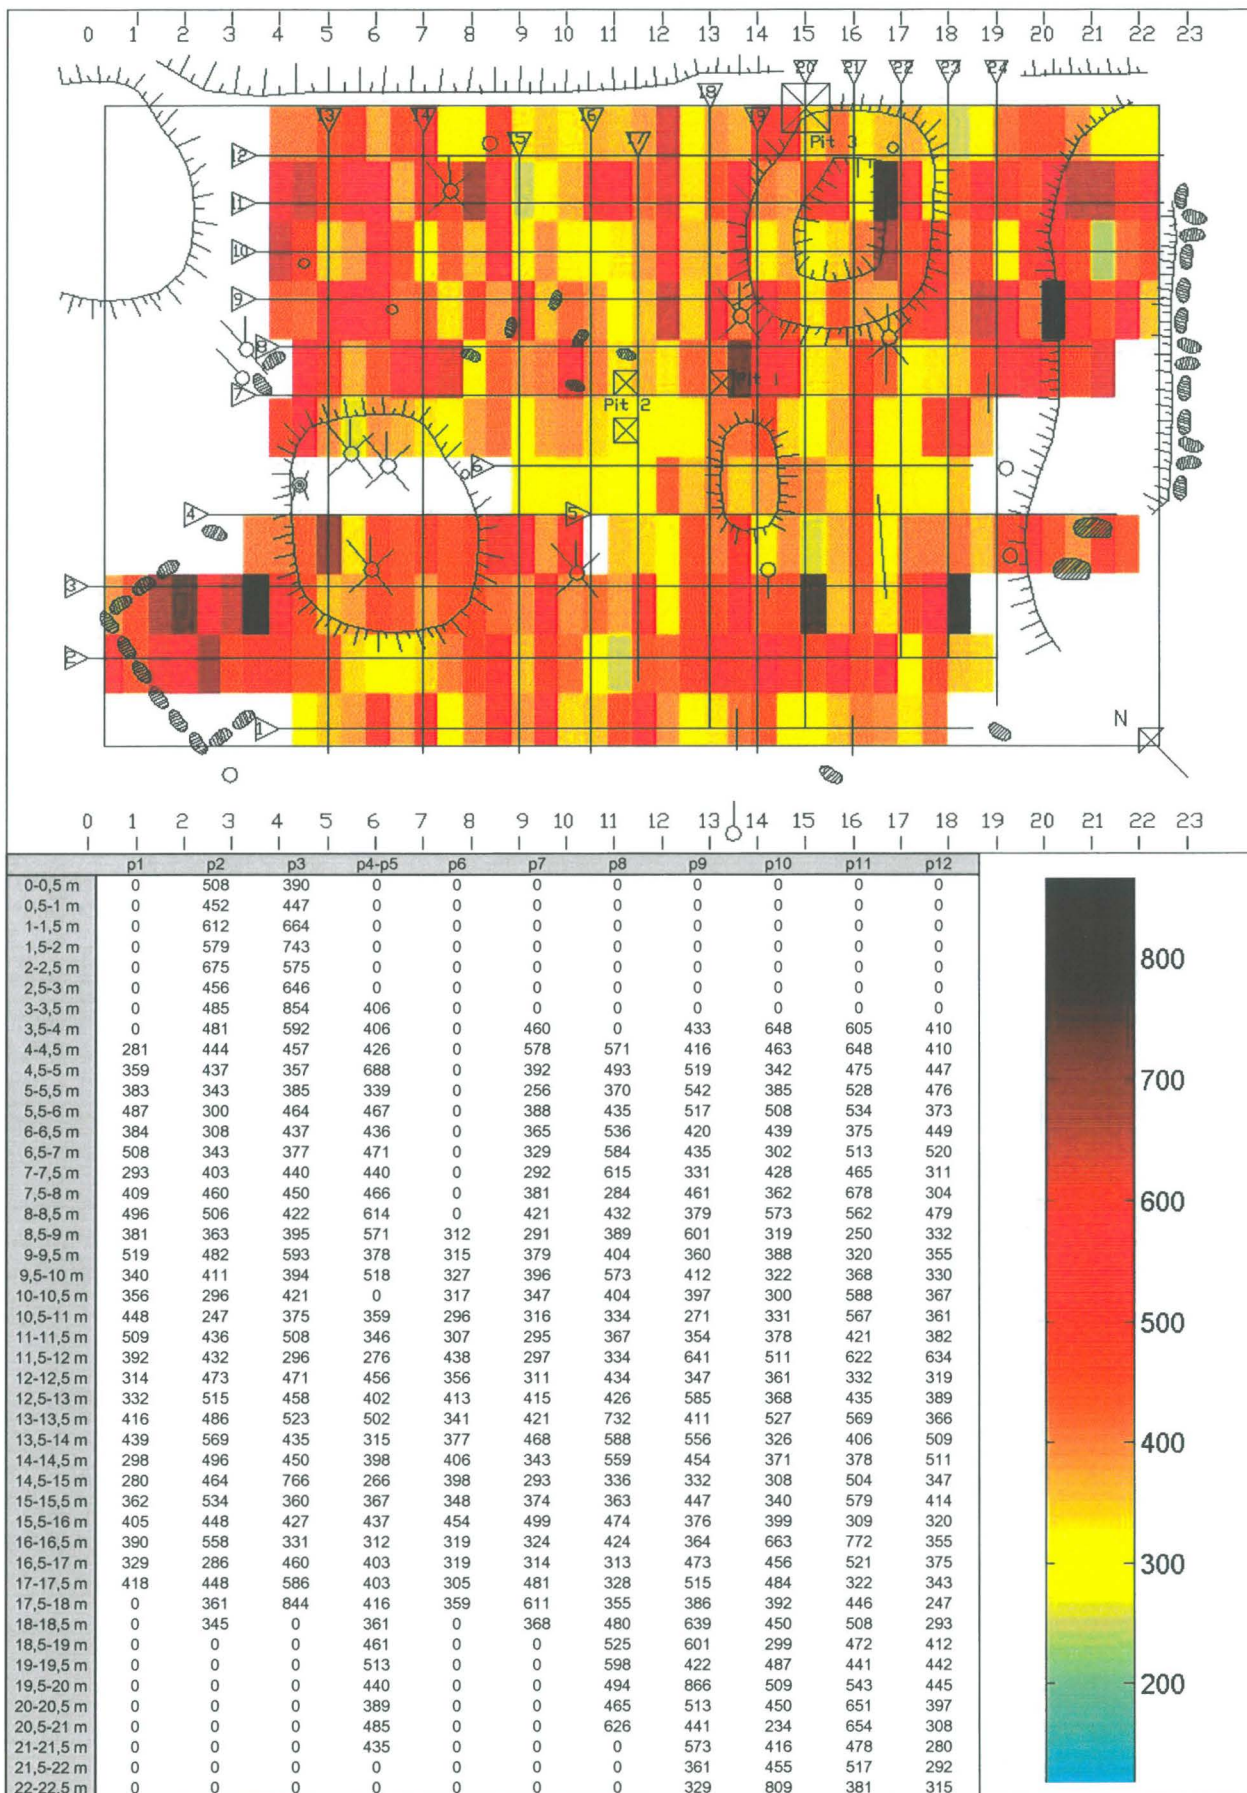 0 1 2 3 4 5 6 7 8 9 10 11 12 13 14 15 16 17 18 19 20 21 22 23
20 21 22 23 24
18
13 14 16 19
15 17
Pit 3
12
11
10
9
8
7 Pit 1
Pit 2
6
4 5
3
2
1 N
0 1 2 3 4 5 6 7 8 9 10 11 12 13 14 15 16 17 18 19 20 21 22 23
p1 p2 p3 p4-p5 p6 p7 p8 p9 p10 p11 p12
0-0,5 m 0 508 390 0 0 0 0 0 0 0 0
0,5-1 m 0 452 447 0 0 0 0 0 0 0 0
1-1,5 m 0 612 664 0 0 0 0 0 0 0 0
1,5-2 m 0 579 743 0 0 0 0 0 0 0 0
2-2,5 m 0 675 575 0 0 0 0 0 0 0 0
2,5-3 m 0 456 646 0 0 0 0 0 0 0 0
3-3,5 m 0 485 854 406 0 0 0 0 0 0 0
3,5-4 m 0 481 592 406 0 460 0 433 648 605 410
4-4,5 m 281 444 457 426 0 578 571 416 463 648 410
4,5-5 m 359 437 357 688 0 392 493 519 342 475 447
5-5,5 m 383 343 385 339 0 256 370 542 385 528 476
5,5-6 m 487 300 464 467 0 388 435 517 508 534 373
6-6,5 m 384 308 437 436 0 365 536 420 439 375 449
6,5-7 m 508 343 377 471 0 329 584 435 302 513 520
7-7,5 m 293 403 440 440 0 292 615 331 428 465 311
7,5-8 m 409 460 450 466 0 381 284 461 362 678 304
8-8,5 m 496 506 422 614 0 421 432 379 573 562 479
8,5-9 m 381 363 395 571 312 291 389 601 319 250 332
9-9,5 m 519 482 593 378 315 379 404 360 388 320 355
9,5-10 m 340 411 394 518 327 396 573 412 322 368 330
10-10,5 m 356 296 421 0 317 347 404 397 300 588 367
10,5-11 m 448 247 375 359 296 316 334 271 331 567 361
11-11,5 m 509 436 508 346 307 295 367 354 378 421 382
11,5-12 m 392 432 296 276 438 297 334 641 511 622 634
12-12,5 m 314 473 471 456 356 311 434 347 361 332 319
12,5-13 m 332 515 458 402 413 415 426 585 368 435 389
13-13,5 m 416 486 523 502 341 421 732 411 527 569 366
13,5-14 m 439 569 435 315 377 468 588 556 326 406 509
14-14,5 m 298 496 450 398 406 343 559 454 371 378 511
14,5-15 m 280 464 766 266 398 293 336 332 308 504 347
15-15,5 m 362 534 360 367 348 374 363 447 340 579 414
15,5-16 m 405 448 427 437 454 499 474 376 399 309 320
16-16,5 m 390 558 331 312 319 324 424 364 663 772 355
16,5-17 m 329 286 460 403 319 314 313 473 456 521 375
17-17,5 m 418 448 586 403 305 481 328 515 484 322 343
17,5-18 m 0 361 844 416 359 611 355 386 392 446 247
18-18,5 m 0 345 0 361 0 368 480 639 450 508 293
18,5-19 m 0 0 0 461 0 0 525 601 299 472 412
19-19,5 m 0 0 0 513 0 0 598 422 487 441 442
19,5-20 m 0 0 0 440 0 0 494 866 509 543 445
20-20,5 m 0 0 0 389 0 0 465 513 450 651 397
20,5-21 m 0 0 0 485 0 0 626 441 234 654 308
21-21,5 m 0 0 0 435 0 0 0 573 416 478 280
21,5-22 m 0 0 0 0 0 0 0 361 455 517 292
22-22,5 m 0 0 0 0 0 0 0 329 809 381 315
800
700
600
500
400
300
200